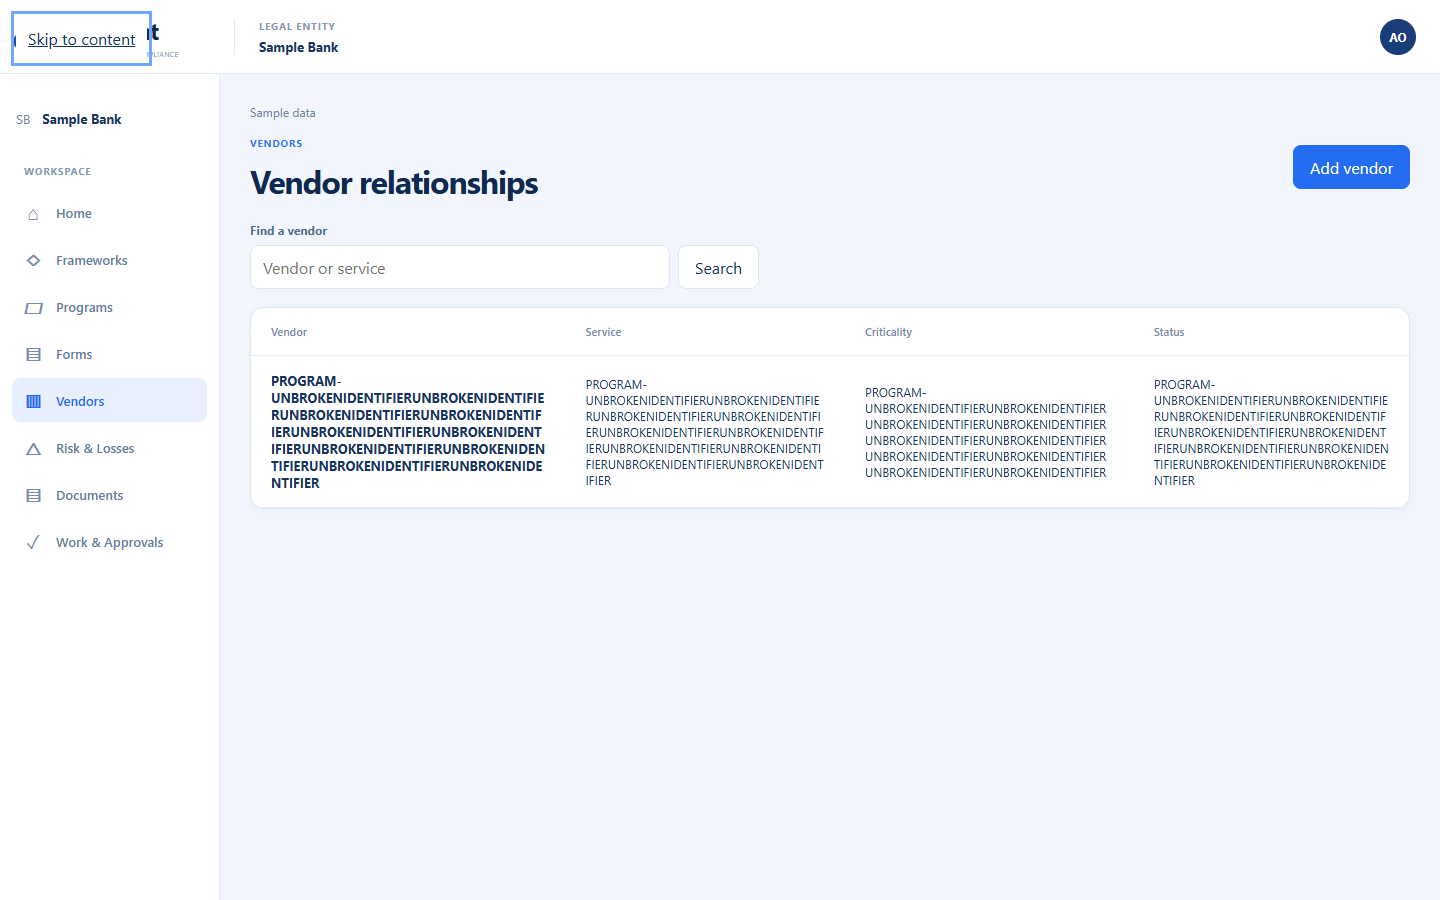 Skip to content
LEGAL ENTITY
Sample Bank
AO
SB Sample Bank
WORKSPACE
Home
Frameworks
Programs
Forms
Vendors
Risk & Losses
Documents
Work & Approvals
Sample data
VENDORS
Vendor relationships
Add vendor
Find a vendor
Vendor or service
Search
Vendor Service Criticality Status
PROGRAM-
UNBROKENIDENTIFIERUNBROKENIDENTIFIE
RUNBROKENIDENTIFIERUNBROKENIDENTIF
IERUNBROKENIDENTIFIERUNBROKENIDENT
IFIERUNBROKENIDENTIFIERUNBROKENIDEN
TIFIERUNBROKENIDENTIFIERUNBROKENIDE
NTIFIER
PROGRAM-
UNBROKENIDENTIFIERUNBROKENIDENTIFIE
RUNBROKENIDENTIFIERUNBROKENIDENTIFI
ERUNBROKENIDENTIFIERUNBROKENIDENTIF
IERUNBROKENIDENTIFIERUNBROKENIDENTI
FIERUNBROKENIDENTIFIERUNBROKENIDENT
IFIER
PROGRAM-
UNBROKENIDENTIFIERUNBROKENIDENTIFIER
UNBROKENIDENTIFIERUNBROKENIDENTIFIER
UNBROKENIDENTIFIERUNBROKENIDENTIFIER
UNBROKENIDENTIFIERUNBROKENIDENTIFIER
UNBROKENIDENTIFIERUNBROKENIDENTIFIER
PROGRAM-
UNBROKENIDENTIFIERUNBROKENIDENTIFIE
RUNBROKENIDENTIFIERUNBROKENIDENTIF
IERUNBROKENIDENTIFIERUNBROKENIDENT
IFIERUNBROKENIDENTIFIERUNBROKENIDEN
TIFIERUNBROKENIDENTIFIERUNBROKENIDE
NTIFIER